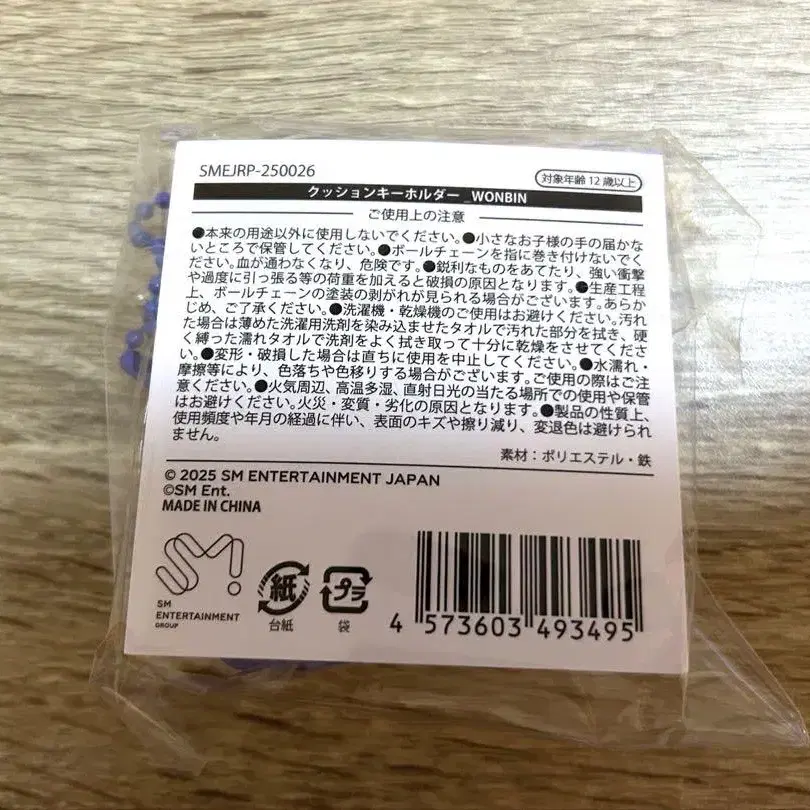 SMEJRP-250026
対象年齢12歳以上
クッションキーホルダー_WONBIN
ご使用上の注意
●本来の用途以外に使用しないでください。●小さなお子様の手の届かな
いところで保管してください。●ボールチェーンを指に巻き付けないでく
ださい。血が通わなくなり、危険です。●鋭利なものをあてたり、強い衝撃
や過度に引っ張る等の荷重を加えると破損の原因となります。●生産工程
上、ボールチェーンの塗装の剥がれが見られる場合がございます。あらか
じめ、ご了承ください。●洗濯機・乾燥機のご使用はお避けください。汚れ
た場合は薄めた洗濯用洗剤を染み込ませたタオルで汚れた部分を拭き、硬
く縛った濡れタオルで洗剤をよく拭き取って十分に乾燥をさせてくださ
い。●変形・破損した場合は直ちに使用を中止してください。●水濡れ・
摩擦等により、色落ちや色移りする場合がございます。ご使用の際はご注
意ください。●火気周辺、高温多湿、直射日光の当たる場所での使用や保管
はお避けください。火災・変質・劣化の原因となります。●製品の性質上、
使用頻度や年月の経過に伴い、表面のキズや擦り減り、変退色は避けられ
ません。
素材：ポリエステル・鉄
© 2025 SM ENTERTAINMENT JAPAN
©SM Ent.
MADE IN CHINA
SM!
SM
ENTERTAINMENT
GROUP
紙
台紙
プラ
袋
4 573603 493495